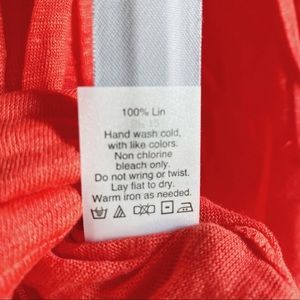 100% Lin
Hand wash cold,
with like colors.
Non chlorine
bleach only.
Do not wring or twist.
Lay flat to dry.
Warm iron as needed.